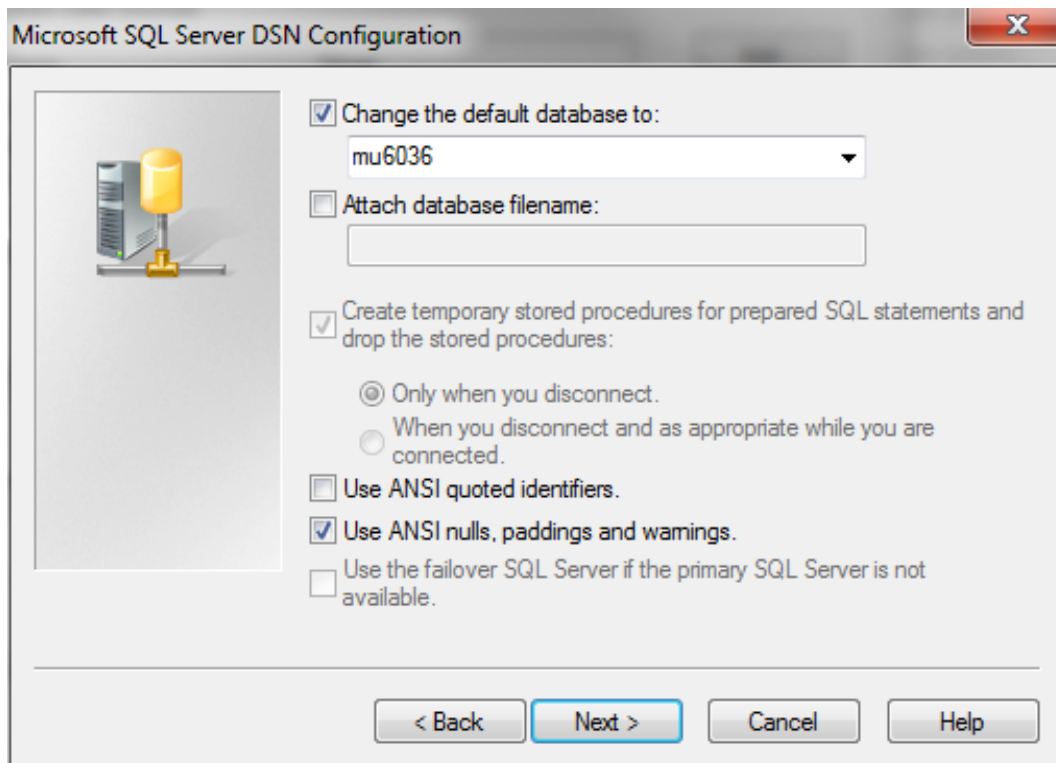 Microsoft SQL Server DSN Configuration
Change the default database to:
mu6036
Attach database filename:
Create temporary stored procedures for prepared SQL statements and
drop the stored procedures:
Only when you disconnect.
When you disconnect and as appropriate while you are
connected.
Use ANSI quoted identifiers.
Use ANSI nulls, paddings and warnings.
Use the failover SQL Server if the primary SQL Server is not
available.
< Back Next > Cancel Help